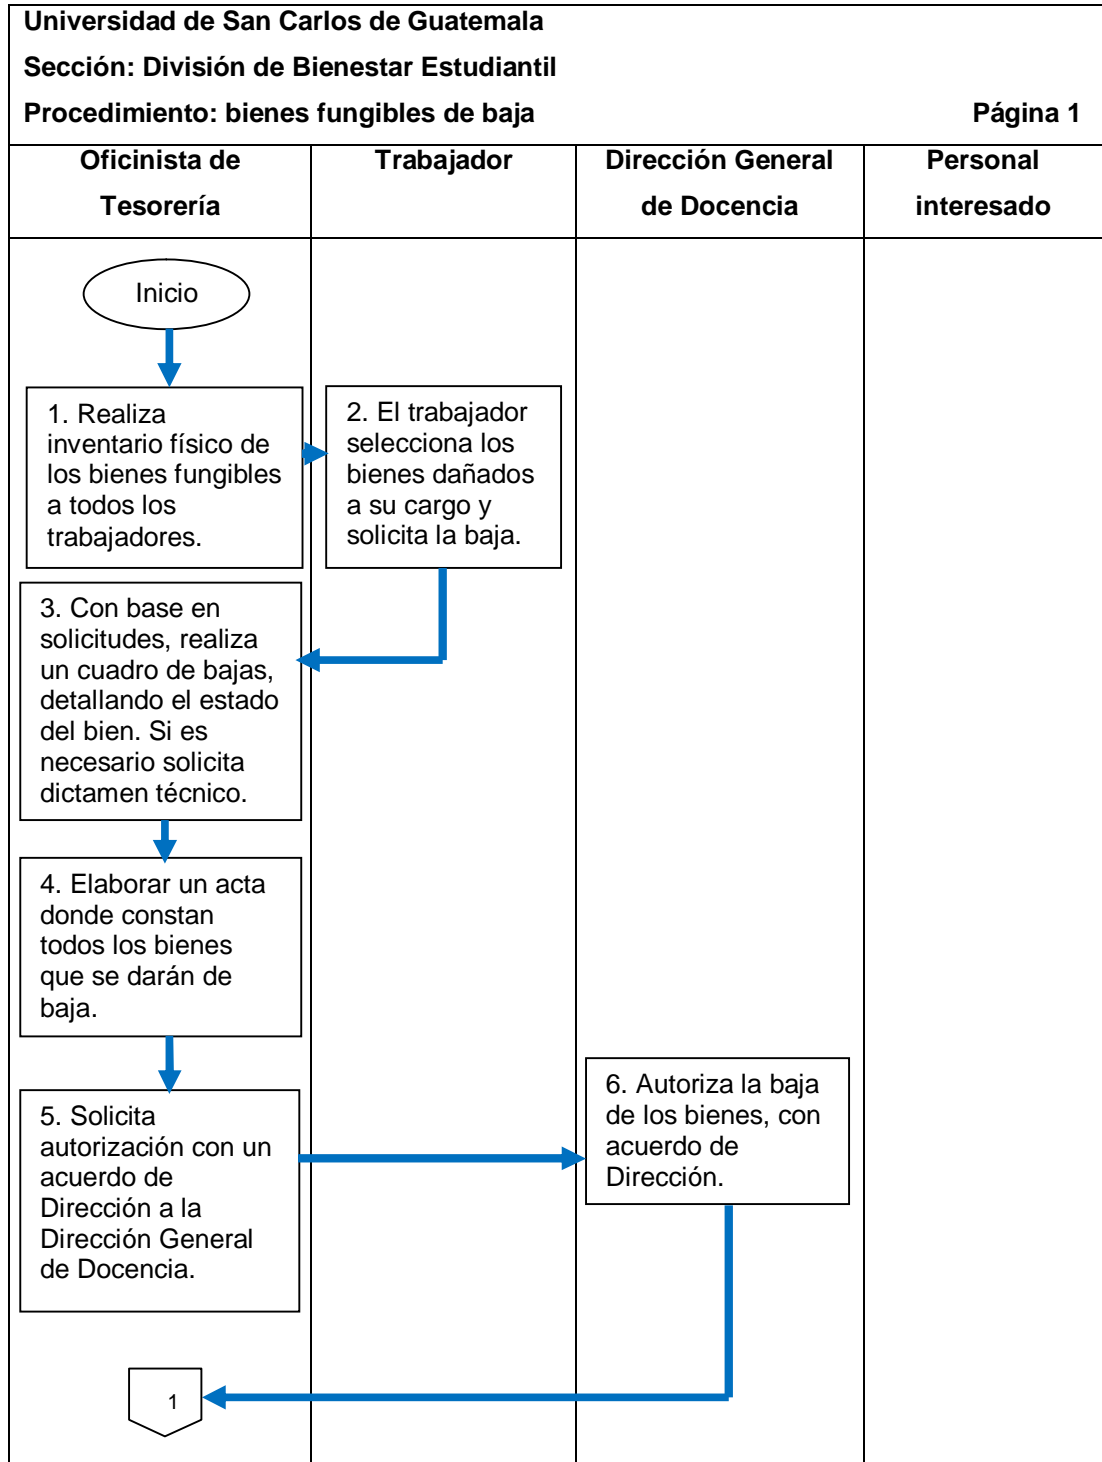 Universidad de San Carlos de Guatemala
Sección: División de Bienestar Estudiantil
Procedimiento: bienes fungibles de baja Página 1
Oficinista de
Tesorería
Trabajador
Dirección General
de Docencia
Personal
interesado
Inicio
1. Realiza
inventario físico de
los bienes fungibles
a todos los
trabajadores.
2. El trabajador
selecciona los
bienes dañados
a su cargo y
solicita la baja.
3. Con base en
solicitudes, realiza
un cuadro de bajas,
detallando el estado
del bien. Si es
necesario solicita
dictamen técnico.
4. Elaborar un acta
donde constan
todos los bienes
que se darán de
baja.
5. Solicita
autorización con un
acuerdo de
Dirección a la
Dirección General
de Docencia.
6. Autoriza la baja
de los bienes, con
acuerdo de
Dirección.
1